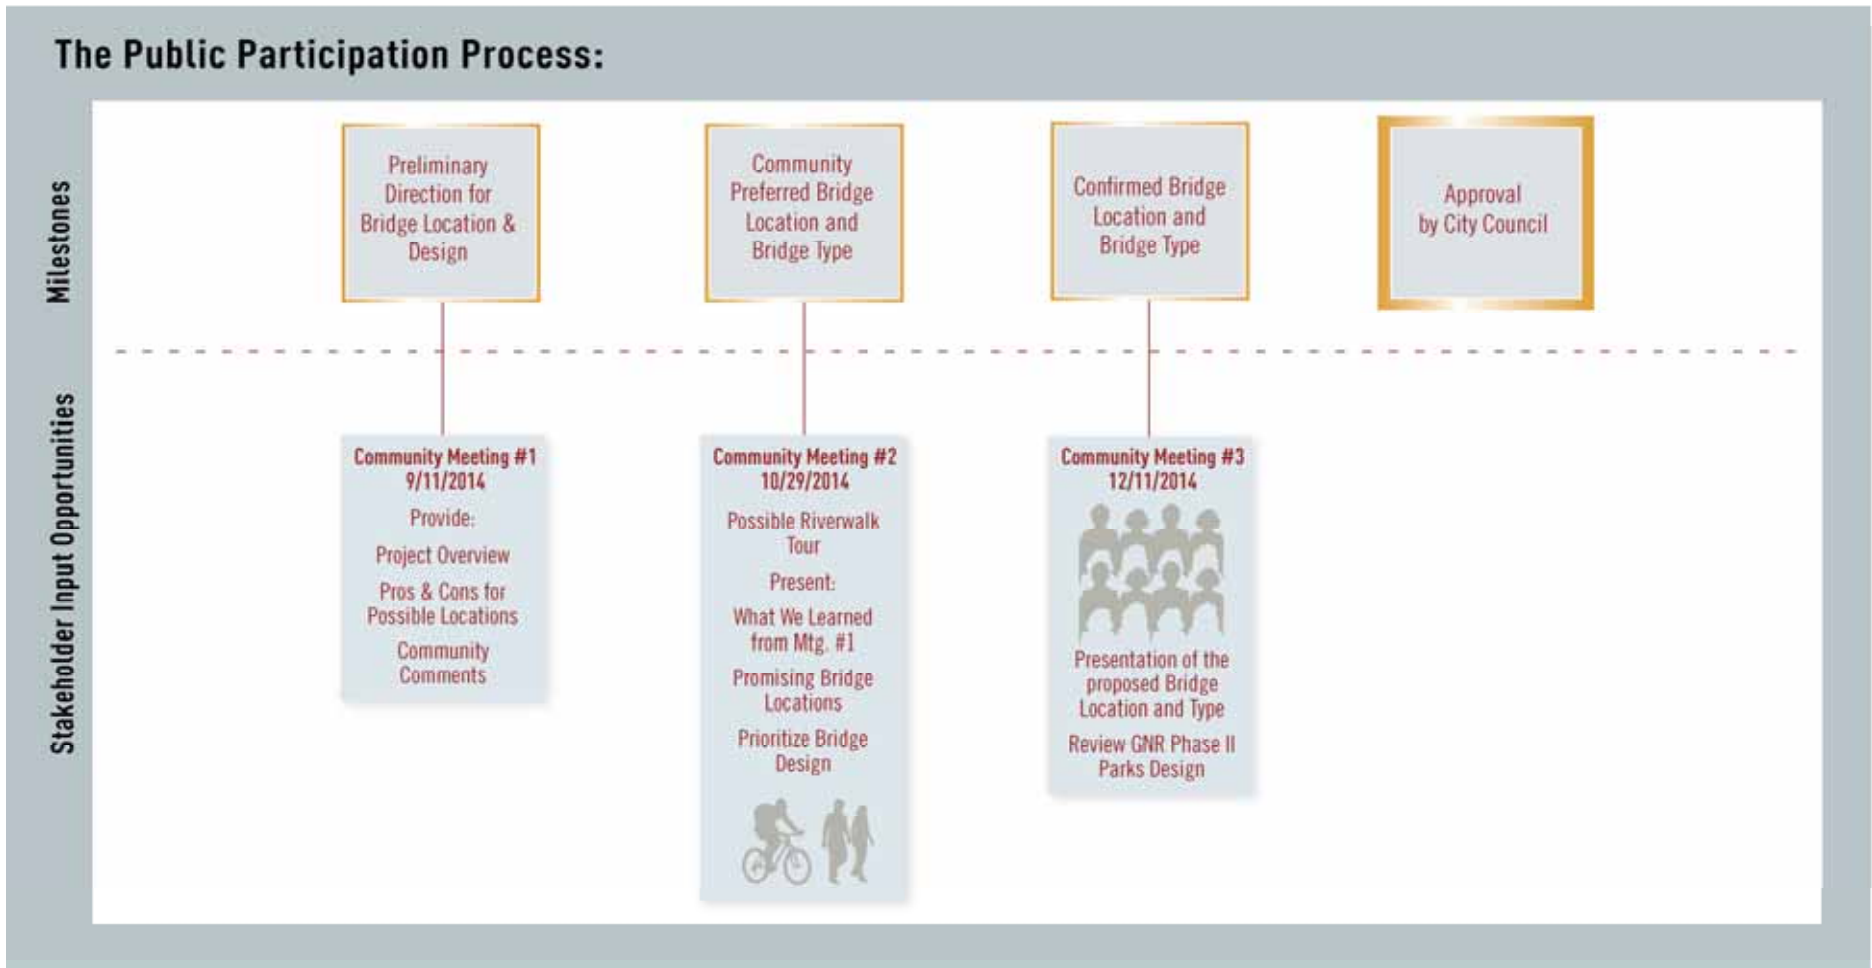 The Public Participation Process:
Milestones
Preliminary
Direction for
Bridge Location &
Design
Community
Preferred Bridge
Location and
Bridge Type
Confirmed Bridge
Location and
Bridge Type
Approval
by City Council
Stakeholder Input Opportunities
Community Meeting #1
9/11/2014
Provide:
Project Overview
Pros & Cons for
Possible Locations
Community
Comments
Community Meeting #2
10/29/2014
Possible Riverwalk
Tour
Present:
What We Learned
from Mtg. #1
Promising Bridge
Locations
Prioritize Bridge
Design
Community Meeting #3
12/11/2014
Presentation of the
proposed Bridge
Location and Type
Review GNR Phase II
Parks Design